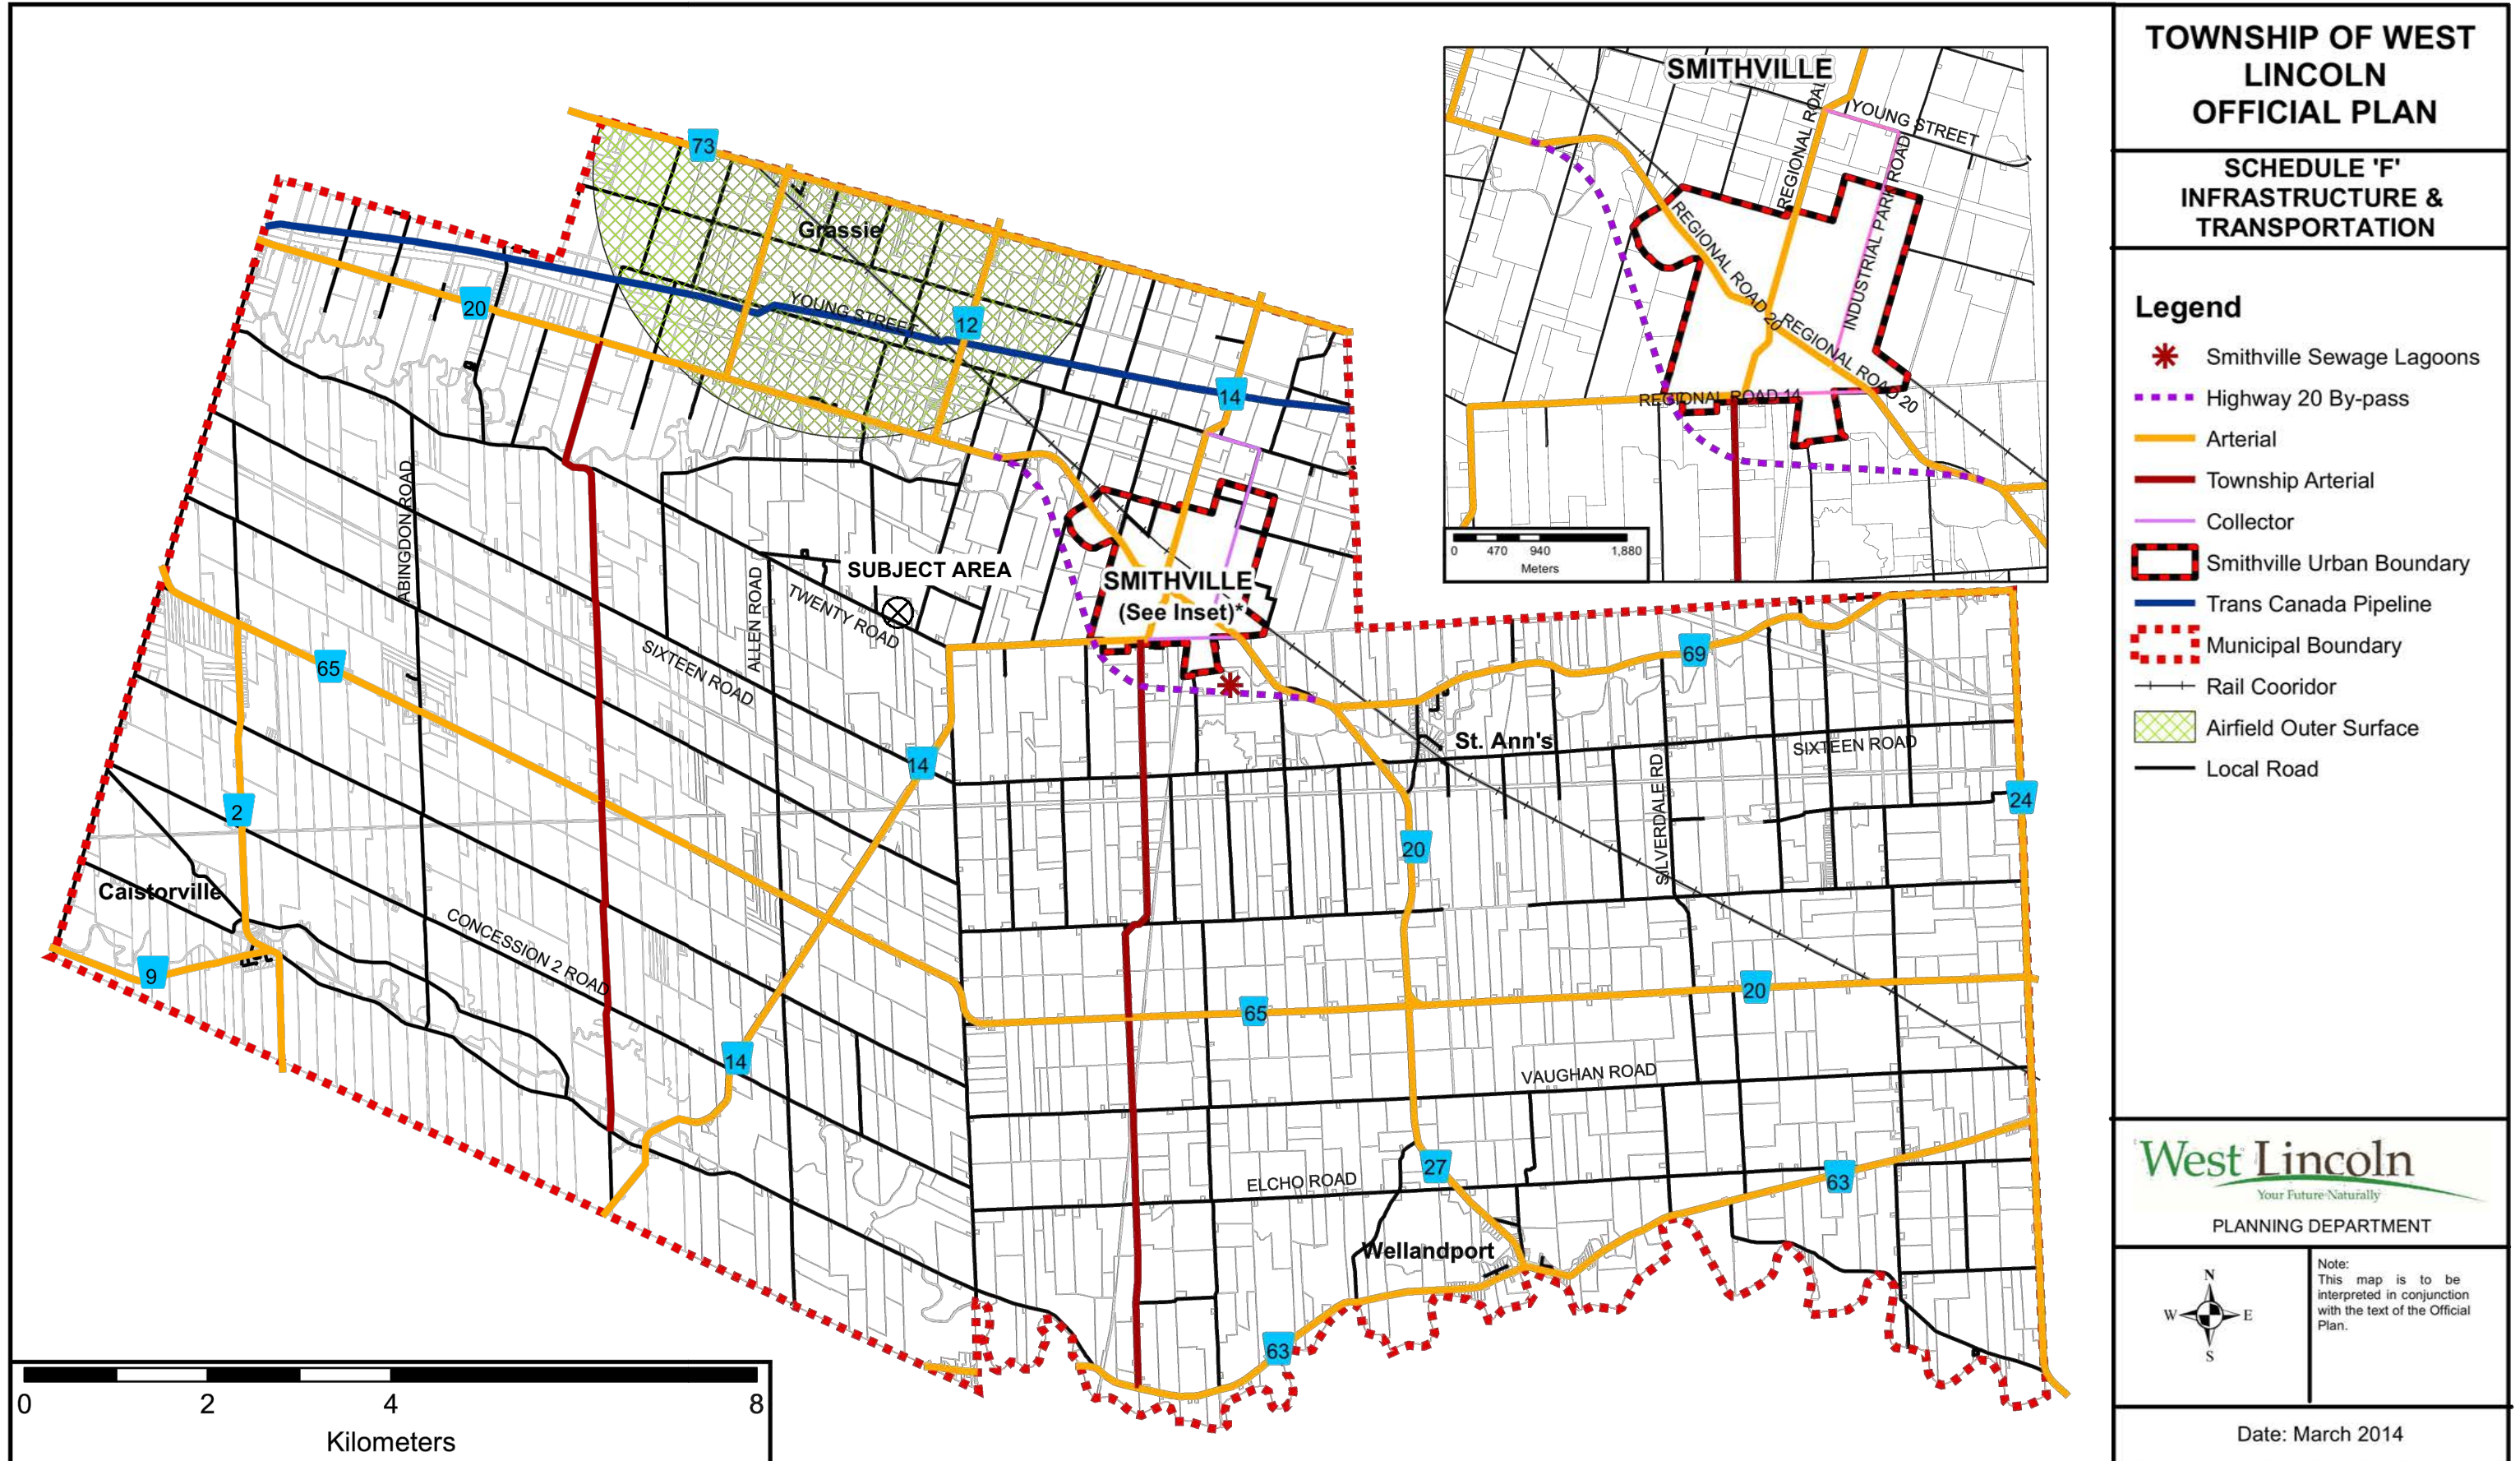 TOWNSHIP OF WEST
LINCOLN
OFFICIAL PLAN
SCHEDULE 'F'
INFRASTRUCTURE &
TRANSPORTATION
Legend
Smithville Sewage Lagoons
Highway 20 By-pass
Arterial
Township Arterial
Collector
Smithville Urban Boundary
Trans Canada Pipeline
Municipal Boundary
Rail Cooridor
Airfield Outer Surface
Local Road
West Lincoln
Your Future Naturally
PLANNING DEPARTMENT
N
W E
S
Note:
This map is to be
interpreted in conjunction
with the text of the Official
Plan.
Date: March 2014
SMITHVILLE
REGIONAL ROAD
YOUNG STREET
INDUSTRIAL PARK ROAD
REGIONAL ROAD 20
REGIONAL ROAD 20
REGIONAL ROAD 14
0 470 940 1,880
Meters
73
Grassie
20
YOUNG STREET
12
14
ABINGDON ROAD
SUBJECT AREA
ALLEN ROAD
TWENTY ROAD
SMITHVILLE
(See Inset)*
SIXTEEN ROAD
65
69
14
St. Ann's
SIXTEEN ROAD
SILVERDALE RD
24
2
20
Caistorville
CONCESSION 2 ROAD
9
65
20
14
VAUGHAN ROAD
27
ELCHO ROAD
63
Wellandport
63
0 2 4 8
Kilometers